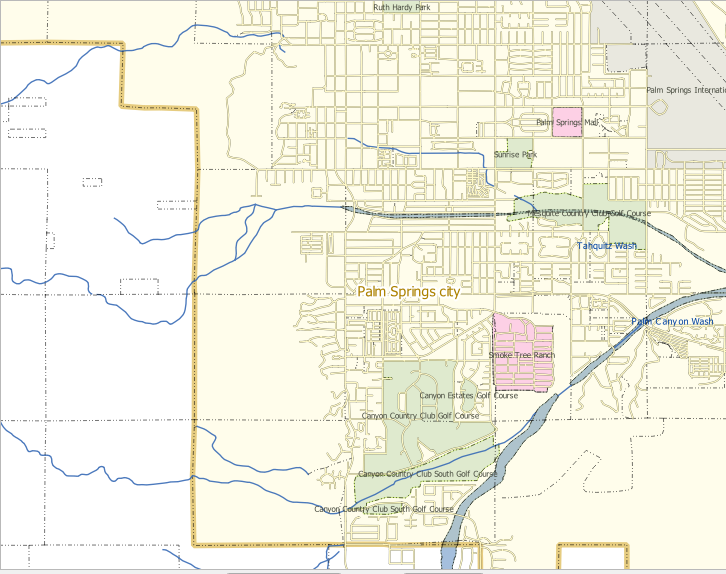 Ruth Hardy Park
Palm Springs Internatio
Palm Springs Mall
Sunrise Park
Mesquite Country Club Golf Course
Tahquitz Wash
Palm Springs city
Palm Canyon Wash
Smoke Tree Ranch
Canyon Estates Golf Course
Canyon Country Club Golf Course
Canyon Country Club South Golf Course
Canyon Country Club South Golf Course